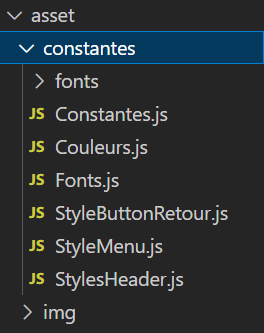 asset
constantes
fonts
JS Constantes.js
JS Couleurs.js
JS Fonts.js
JS StyleButtonRetour.js
JS StyleMenu.js
JS StylesHeader.js
img